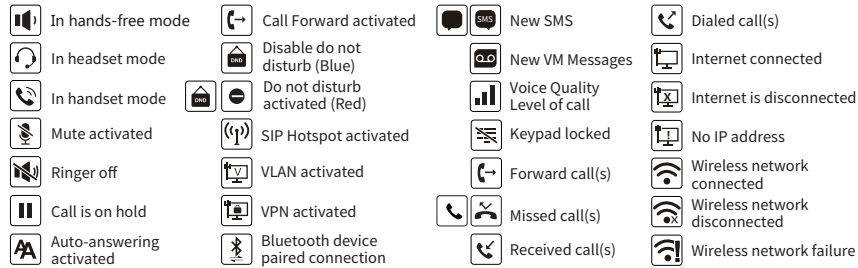 In hands-free mode
In headset mode
In handset mode
Mute activated
Ringer off
Call is on hold
AA
Auto-answering
activated
Call Forward activated
DND
Disable do not
disturb (Blue)
DND
Do not disturb
activated (Red)
SIP Hotspot activated
V
VLAN activated
VPN activated
Bluetooth device
paired connection
SMS
New SMS
New VM Messages
Voice Quality
Level of call
Keypad locked
Forward call(s)
Missed call(s)
Received call(s)
Dialed call(s)
Internet connected
X
Internet is disconnected
!
No IP address
Wireless network
connected
x
Wireless network
disconnected
!
Wireless network failure